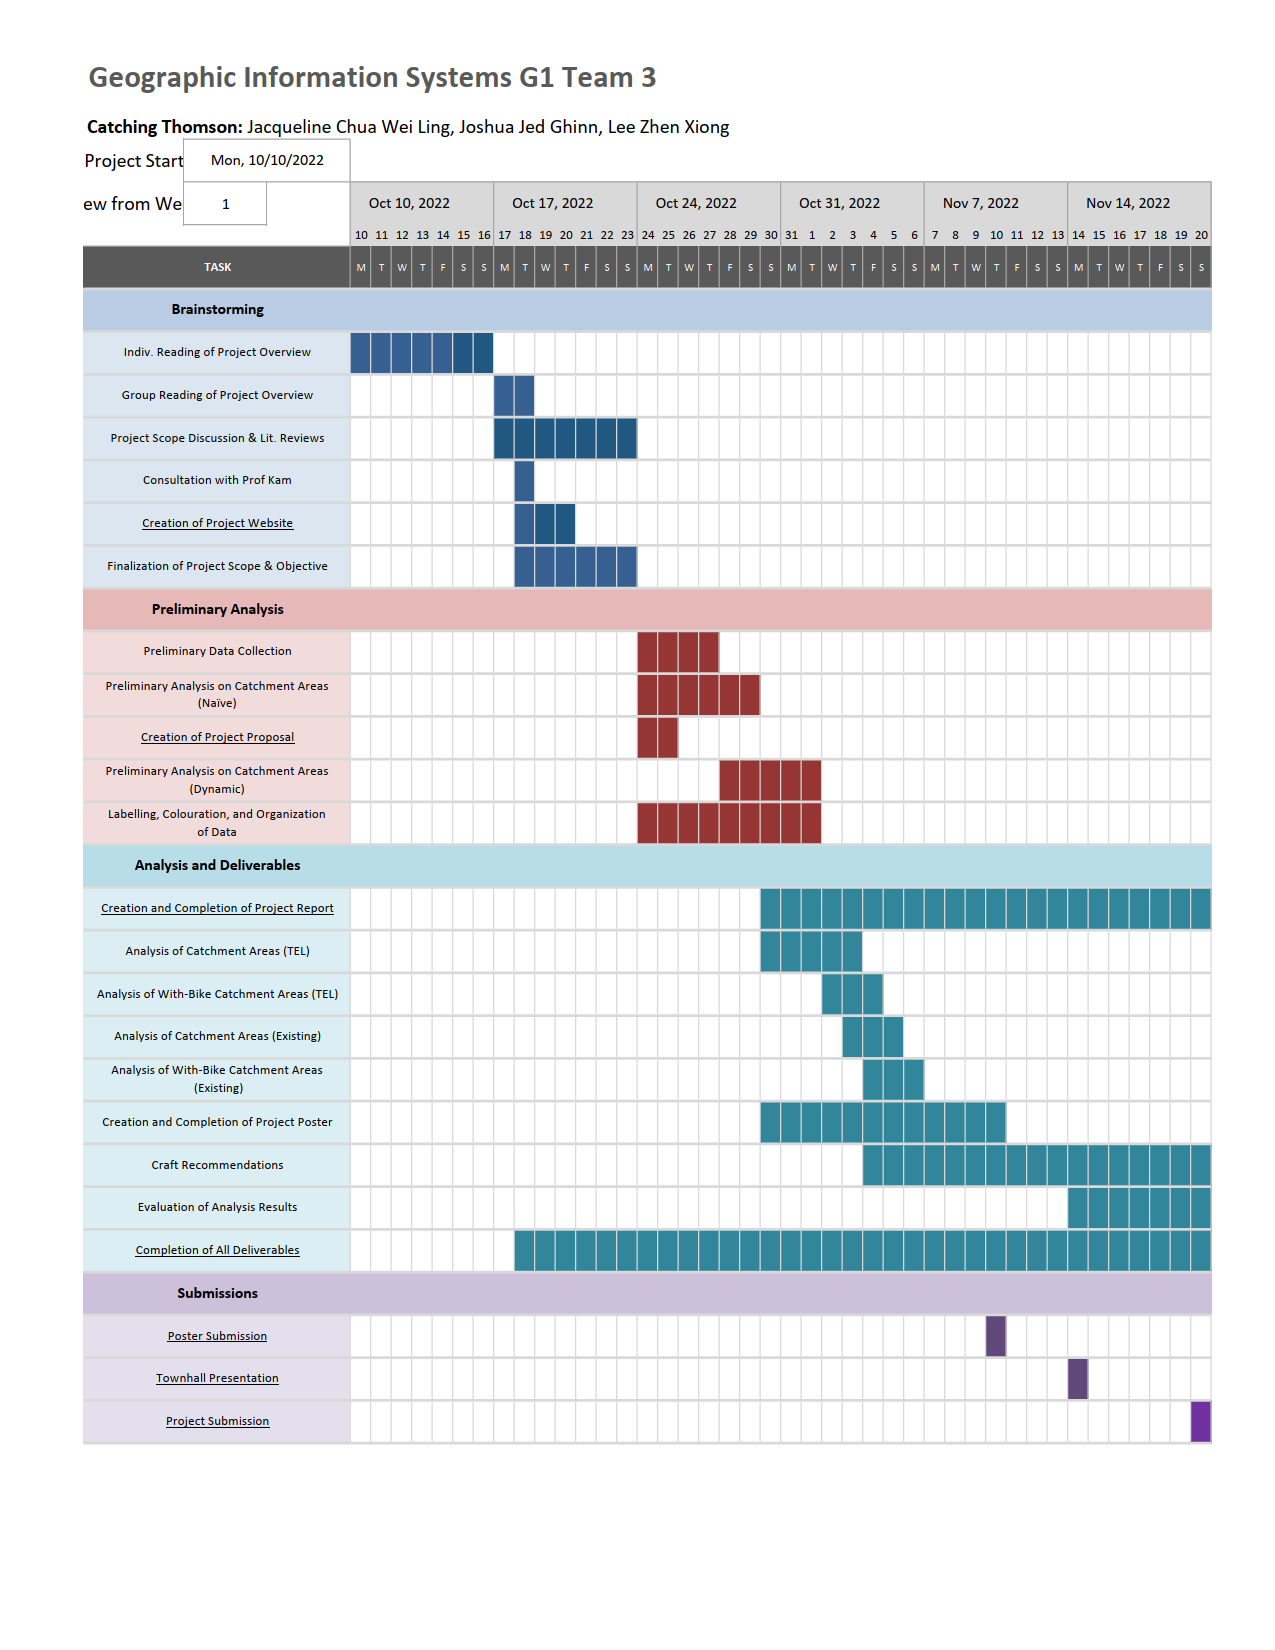 Geographic Information Systems G1 Team 3
Catching Thomson: Jacqueline Chua Wei Ling, Joshua Jed Ghinn, Lee Zhen Xiong
Project Start Mon, 10/10/2022
ew from We 1
Oct 10, 2022 Oct 17, 2022 Oct 24, 2022 Oct 31, 2022 Nov 7, 2022 Nov 14, 2022
10 11 12 13 14 15 16 17 18 19 20 21 22 23 24 25 26 27 28 29 30 31 1 2 3 4 5 6 7 8 9 10 11 12 13 14 15 16 17 18 19 20
TASK M T W T F S S M T W T F S S M T W T F S S M T W T F S S M T W T F S S M T W T F S S
Brainstorming
Indiv. Reading of Project Overview
Group Reading of Project Overview
Project Scope Discussion & Lit. Reviews
Consultation with Prof Kam
Creation of Project Website
Finalization of Project Scope & Objective
Preliminary Analysis
Preliminary Data Collection
Preliminary Analysis on Catchment Areas
(Naïve)
Creation of Project Proposal
Preliminary Analysis on Catchment Areas
(Dynamic)
Labelling, Colouration, and Organization
of Data
Analysis and Deliverables
Creation and Completion of Project Report
Analysis of Catchment Areas (TEL)
Analysis of With-Bike Catchment Areas (TEL)
Analysis of Catchment Areas (Existing)
Analysis of With-Bike Catchment Areas
(Existing)
Creation and Completion of Project Poster
Craft Recommendations
Evaluation of Analysis Results
Completion of All Deliverables
Submissions
Poster Submission
Townhall Presentation
Project Submission